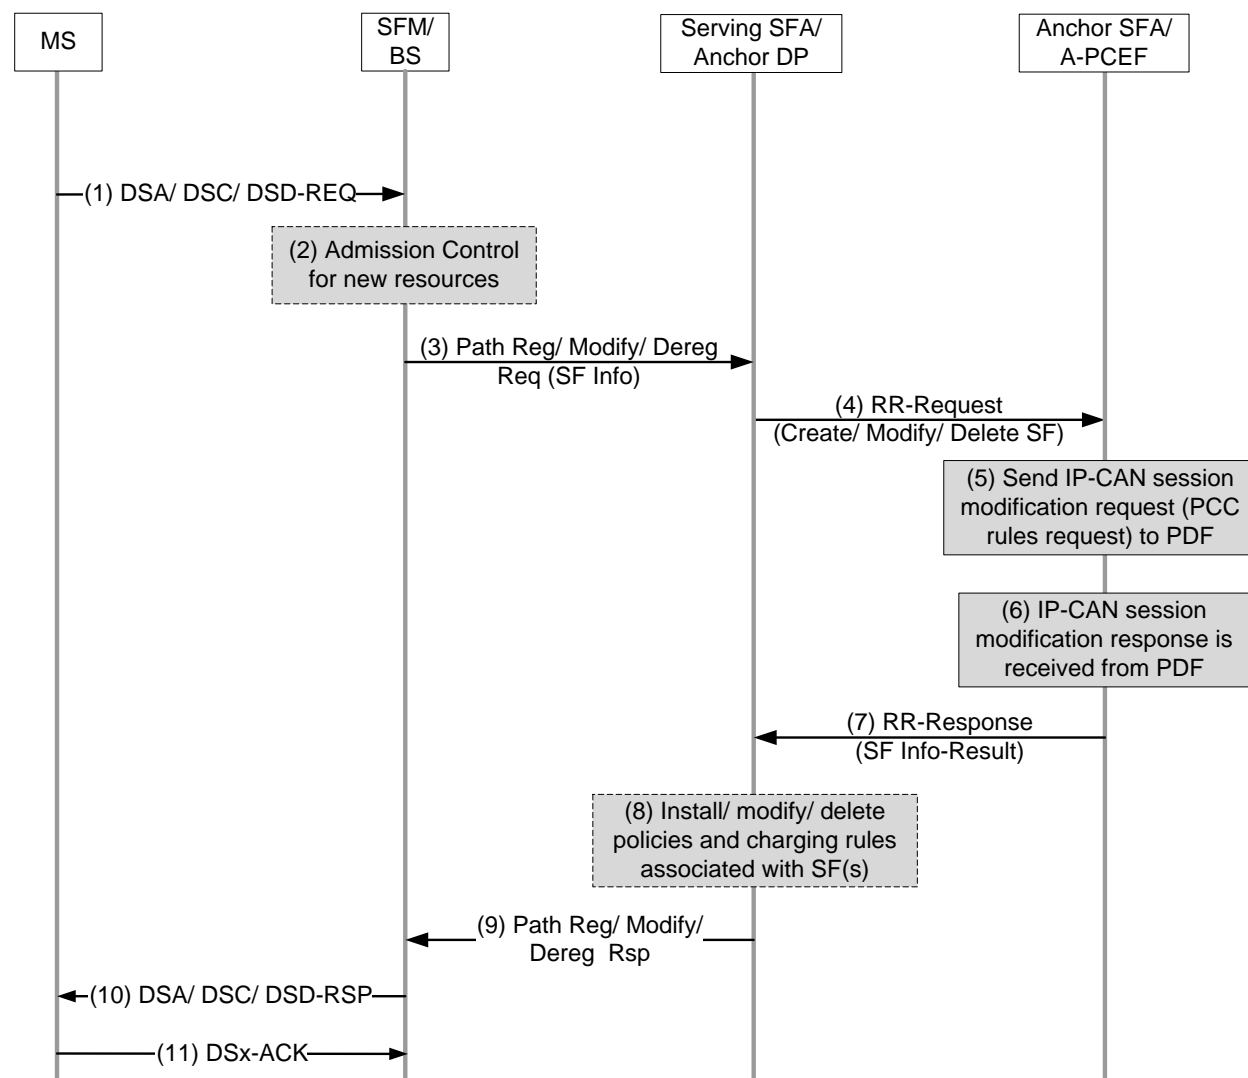 MS
SFM/
BS
Serving SFA/
Anchor DP
Anchor SFA/
A-PCEF
(1) DSA/ DSC/ DSD-REQ
(2) Admission Control
for new resources
(3) Path Reg/ Modify/ Dereg
Req (SF Info)
(4) RR-Request
(Create/ Modify/ Delete SF)
(5) Send IP-CAN session
modification request (PCC
rules request) to PDF
(6) IP-CAN session
modification response is
received from PDF
(7) RR-Response
(SF Info-Result)
(8) Install/ modify/ delete
policies and charging rules
associated with SF(s)
(9) Path Reg/ Modify/
Dereg Rsp
(10) DSA/ DSC/ DSD-RSP
(11) DSx-ACK